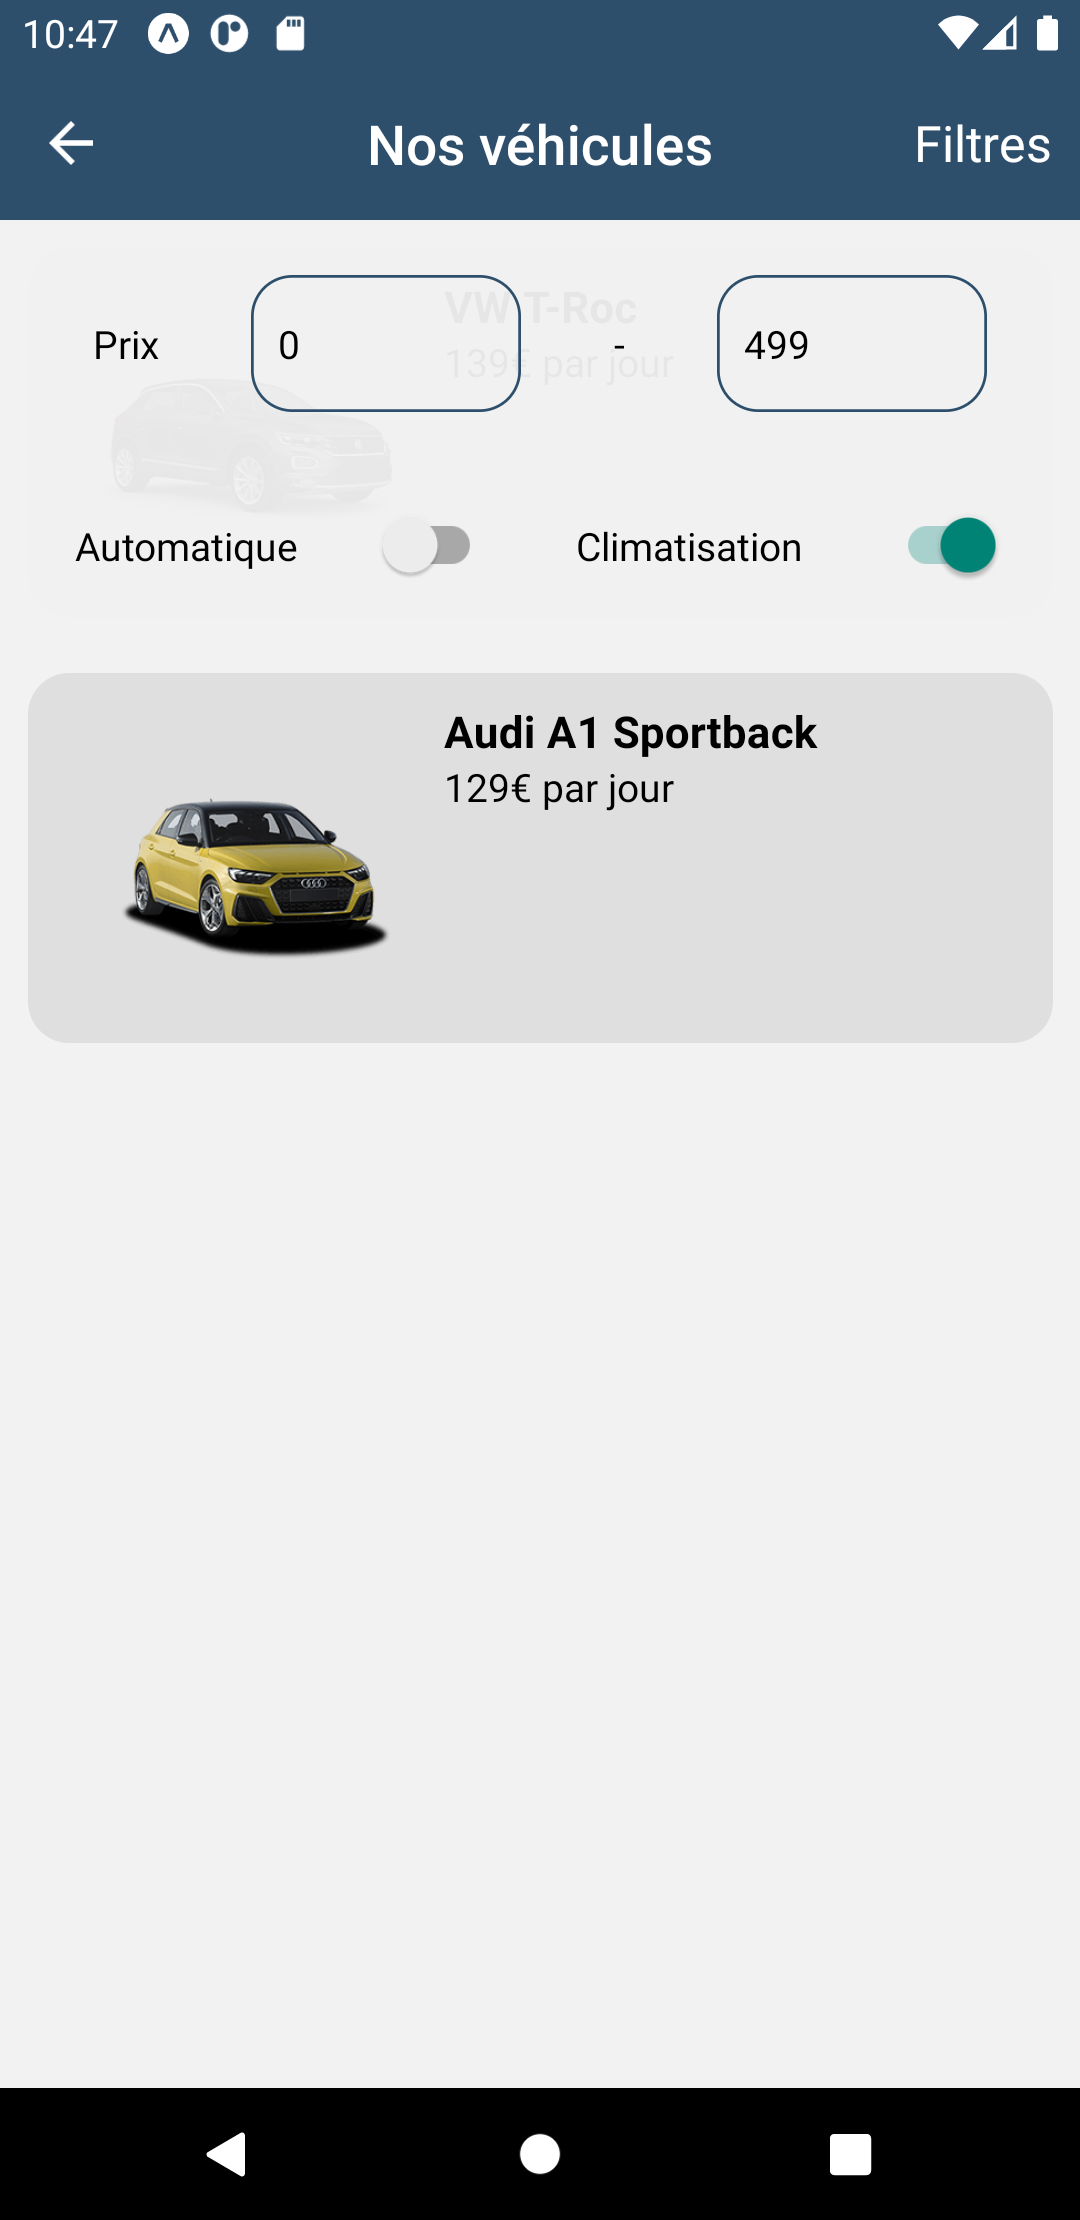 10:47
Nos véhicules
Filtres
VW T-Roc
139€ par jour
Prix
0
-
499
Automatique
Climatisation
Audi A1 Sportback
129€ par jour